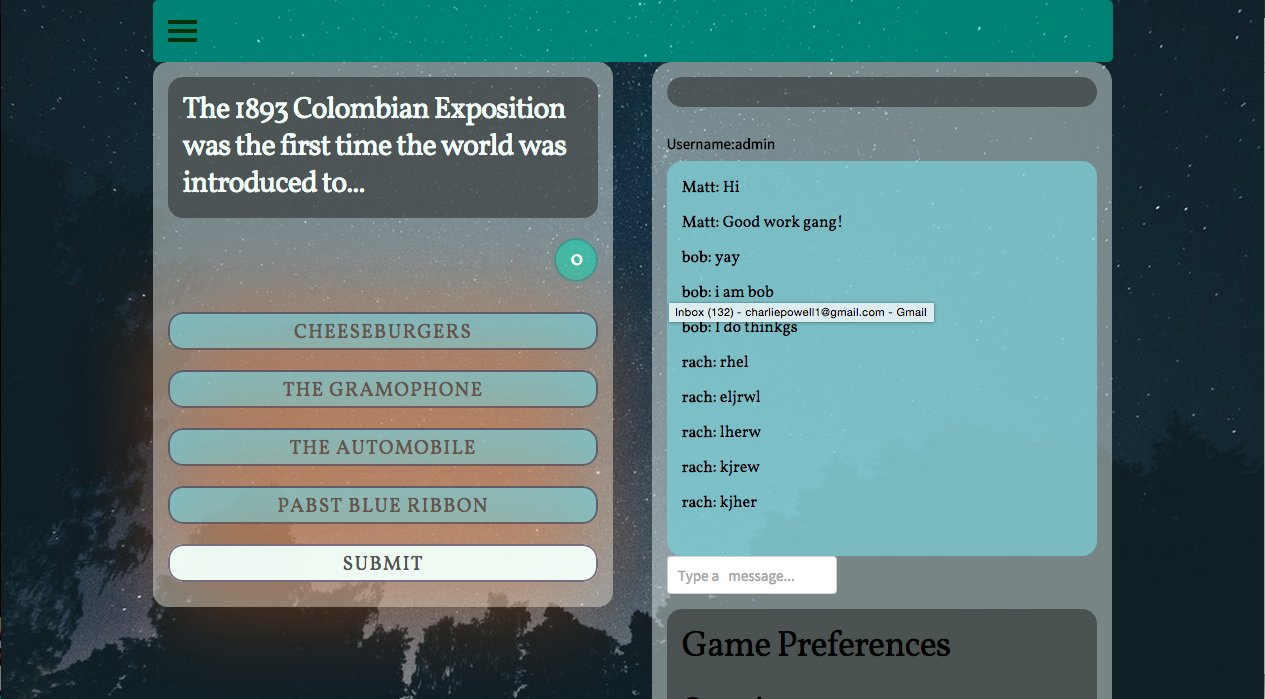 The 1893 Colombian Exposition
was the first time the world was
introduced to...
0
CHEESEBURGERS
THE GRAMOPHONE
THE AUTOMOBILE
PABST BLUE RIBBON
SUBMIT
Username:admin
Matt: Hi
Matt: Good work gang!
bob: yay
bob: i am bob
Inbox (132) - charliepowell1@gmail.com - Gmail
bob: I do thinkgs
rach: rhel
rach: eljrwl
rach: lherw
rach: kjrew
rach: kjher
Type a message...
Game Preferences